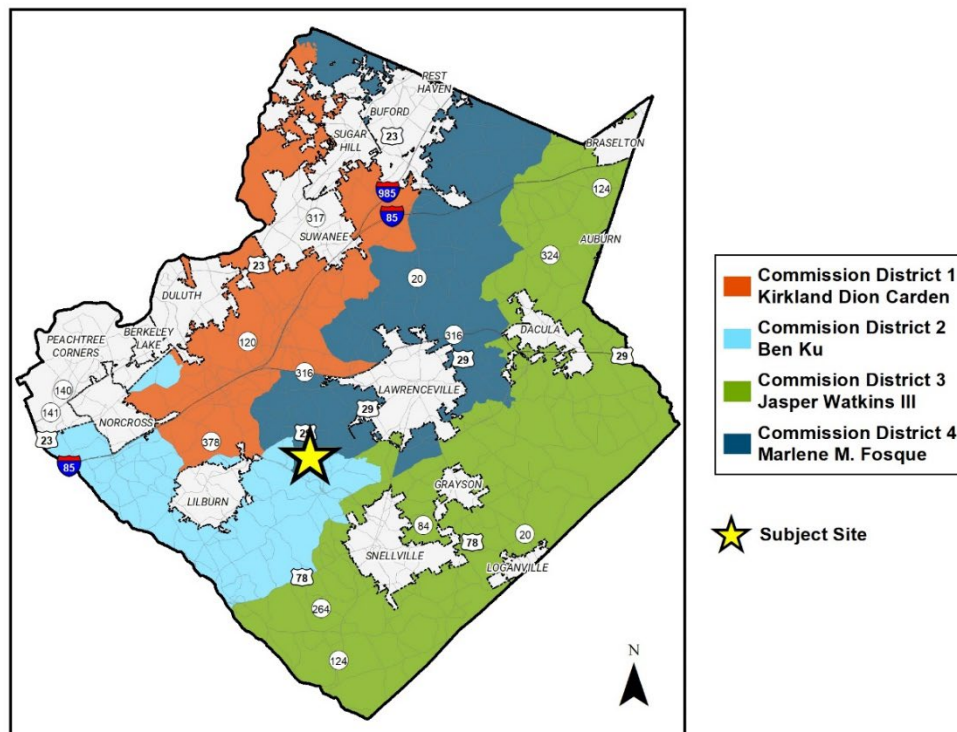 REST
HAVEN
BUFORD
SUGAR
HILL
23
BRASELTON
124
985
85
317
SUWANEE
AUBURN
23
324
20
DULUTH
BERKELEY
LAKE
PEACHTREE
CORNERS
DACULA
316
120
29
29
140
316
LAWRENCEVILLE
141
NORCROSS
29
23
378
85
LILBURN
GRAYSON
84
78
20
SNELLVILLE
LOGANVILLE
78
264
124
N
Commission District 1
Kirkland Dion Carden
Commision District 2
Ben Ku
Commision District 3
Jasper Watkins III
Commission District 4
Marlene M. Fosque
Subject Site